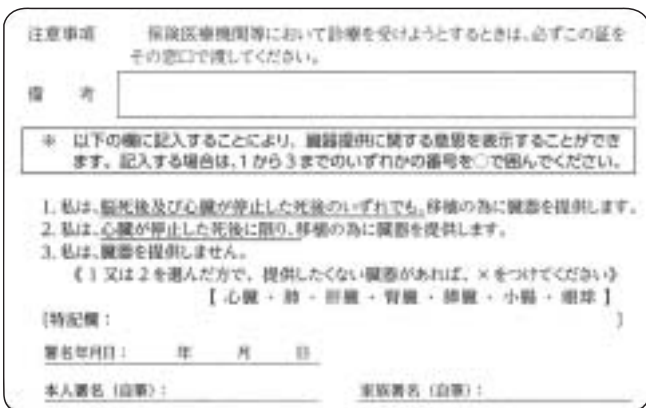 注意事項　保険医療機関等において診療を受けようとするときは、必ずこの証を
その窓口で渡してください。
備　考
※　以下の欄に記入することにより、臓器提供に関する意思を表示することができ
ます。記入する場合は、1から3までのいずれかの番号を○で囲んでください。
1. 私は、脳死後及び心臓が停止した死後のいずれでも、移植の為に臓器を提供します。
2. 私は、心臓が停止した死後に限り、移植の為に臓器を提供します。
3. 私は、臓器を提供しません。
《1又は2を選んだ方で、提供したくない臓器があれば、×をつけてください》
【 心臓 ・ 肺 ・ 肝臓 ・ 腎臓 ・ 膵臓 ・ 小腸 ・ 眼球 】
〔特記欄：　　　〕
署名年月日：　　年　　月　　日
本人署名（自筆）：　　　家族署名（自筆）：